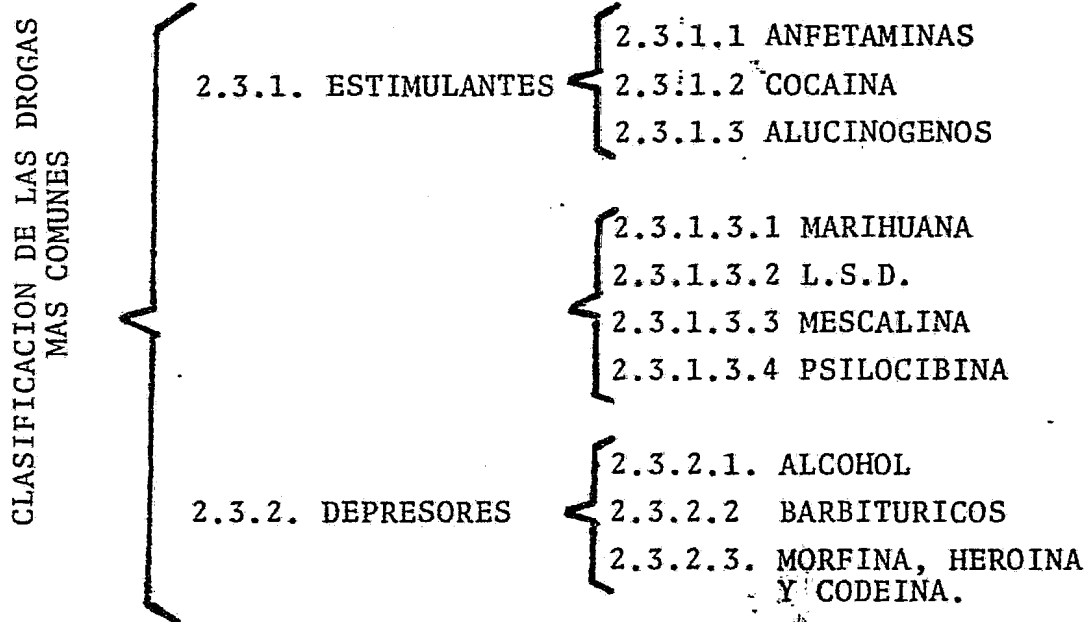 CLASIFICACION DE LAS DROGAS
MAS COMUNES
2.3.1. ESTIMULANTES
2.3.1.1 ANFETAMINAS
2.3.1.2 COCAINA
2.3.1.3 ALUCINOGENOS
2.3.1.3.1 MARIHUANA
2.3.1.3.2 L.S.D.
2.3.1.3.3 MESCALINA
2.3.1.3.4 PSILOCIBINA
2.3.2. DEPRESORES
2.3.2.1. ALCOHOL
2.3.2.2 BARBITURICOS
2.3.2.3. MORFINA, HEROINA
Y CODEINA.